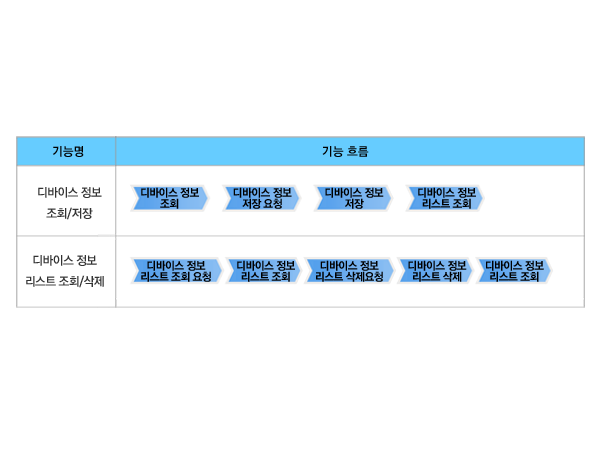 기능명
기능 흐름
디바이스 정보
조회/저장
디바이스 정보
조회
디바이스 정보
저장 요청
디바이스 정보
저장
디바이스 정보
리스트 조회
디바이스 정보
리스트 조회/삭제
디바이스 정보
리스트 조회 요청
디바이스 정보
리스트 조회
디바이스 정보
리스트 삭제요청
디바이스 정보
리스트 삭제
디바이스 정보
리스트 조회